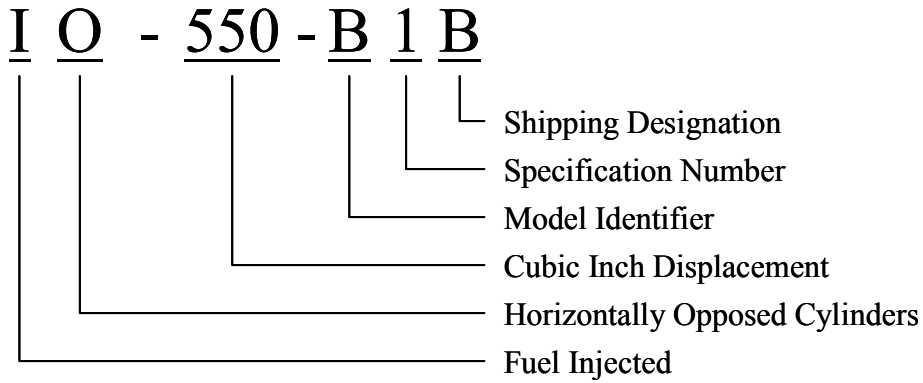 I O - 550 - B 1 B
Shipping Designation
Specification Number
Model Identifier
Cubic Inch Displacement
Horizontally Opposed Cylinders
Fuel Injected